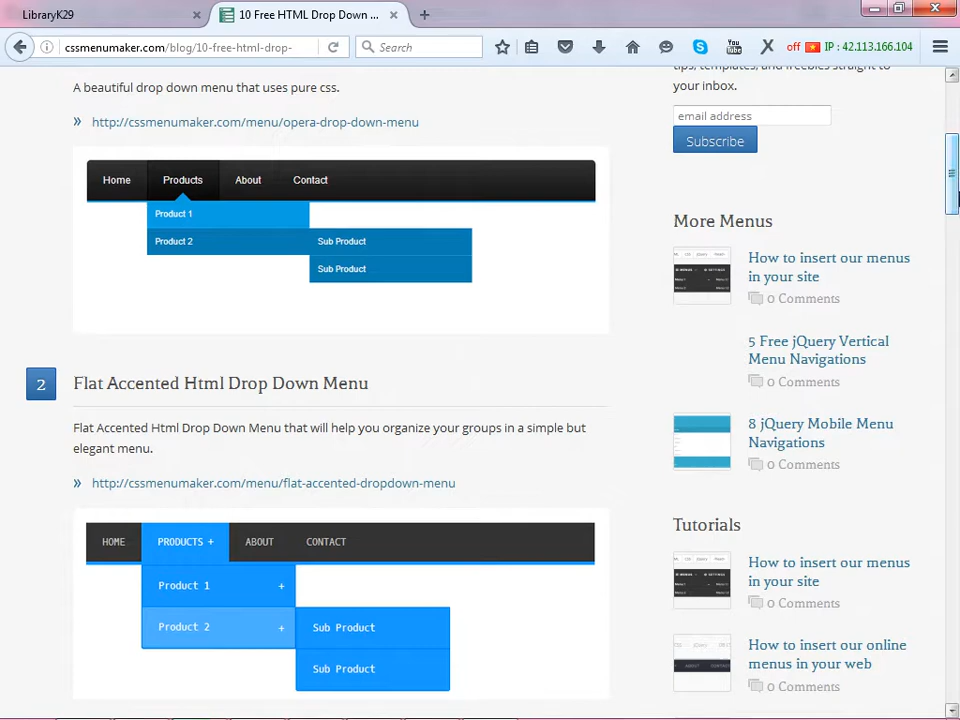 LibraryK29
10 Free HTML Drop Down ...
cssmenumaker.com/blog/10-free-html-drop-
Search
You
Tube
off
IP : 42.113.166.104
A beautiful drop down menu that uses pure css.
» http://cssmenumaker.com/menu/opera-drop-down-menu
Home Products About Contact
Product 1
Product 2 Sub Product
Sub Product
2 Flat Accented Html Drop Down Menu
Flat Accented Html Drop Down Menu that will help you organize your groups in a simple but
elegant menu.
» http://cssmenumaker.com/menu/flat-accented-dropdown-menu
HOME PRODUCTS + ABOUT CONTACT
Product 1 +
Product 2 + Sub Product
Sub Product
tips, templates, and freebies straight to
your inbox.
email address
Subscribe
More Menus
How to insert our menus
in your site
0 Comments
5 Free jQuery Vertical
Menu Navigations
0 Comments
8 jQuery Mobile Menu
Navigations
0 Comments
Tutorials
How to insert our menus
in your site
0 Comments
How to insert our online
menus in your web
0 Comments